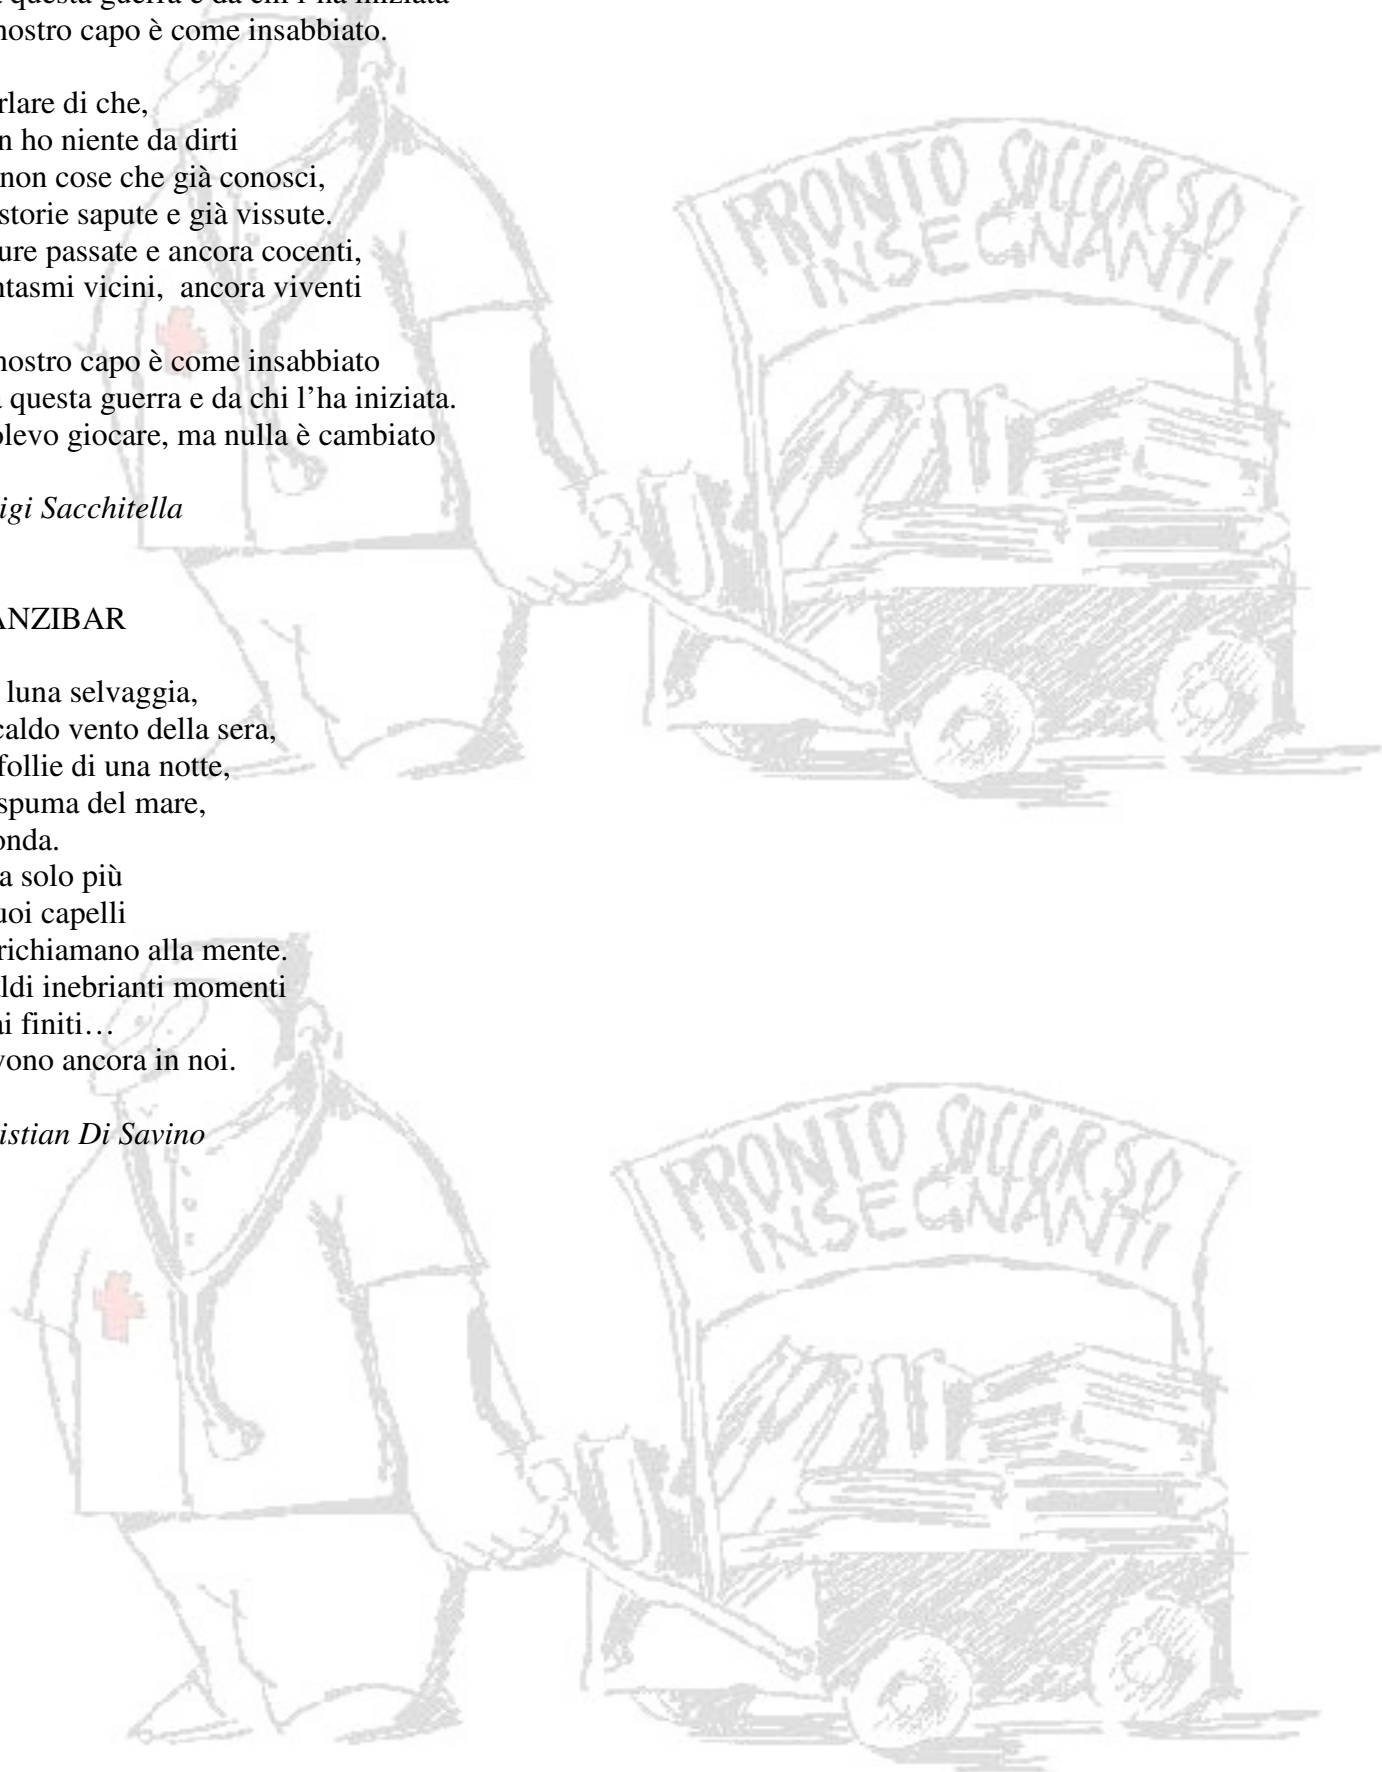 questa guerra e da chi l’ha iniziata
nostro capo è come insabbiato.
rlare di che,
n ho niente da dirti
non cose che già conosci,
storie sapute e già vissute.
ure passate e ancora cocenti,
ntasmi vicini, ancora viventi
nostro capo è come insabbiato
a questa guerra e da chi l’ha iniziata.
olevo giocare, ma nulla è cambiato
igi Sacchitella
ANZIBAR
luna selvaggia,
caldo vento della sera,
follie di una notte,
spuma del mare,
onda.
a solo più
uoi capelli
richiamano alla mente.
ldi inebrianti momenti
ai finiti…
vono ancora in noi.
istian Di Savino
PRONTO SOCCORSO
INSEGNANTI
PRONTO SOCCORSO
INSEGNANTI